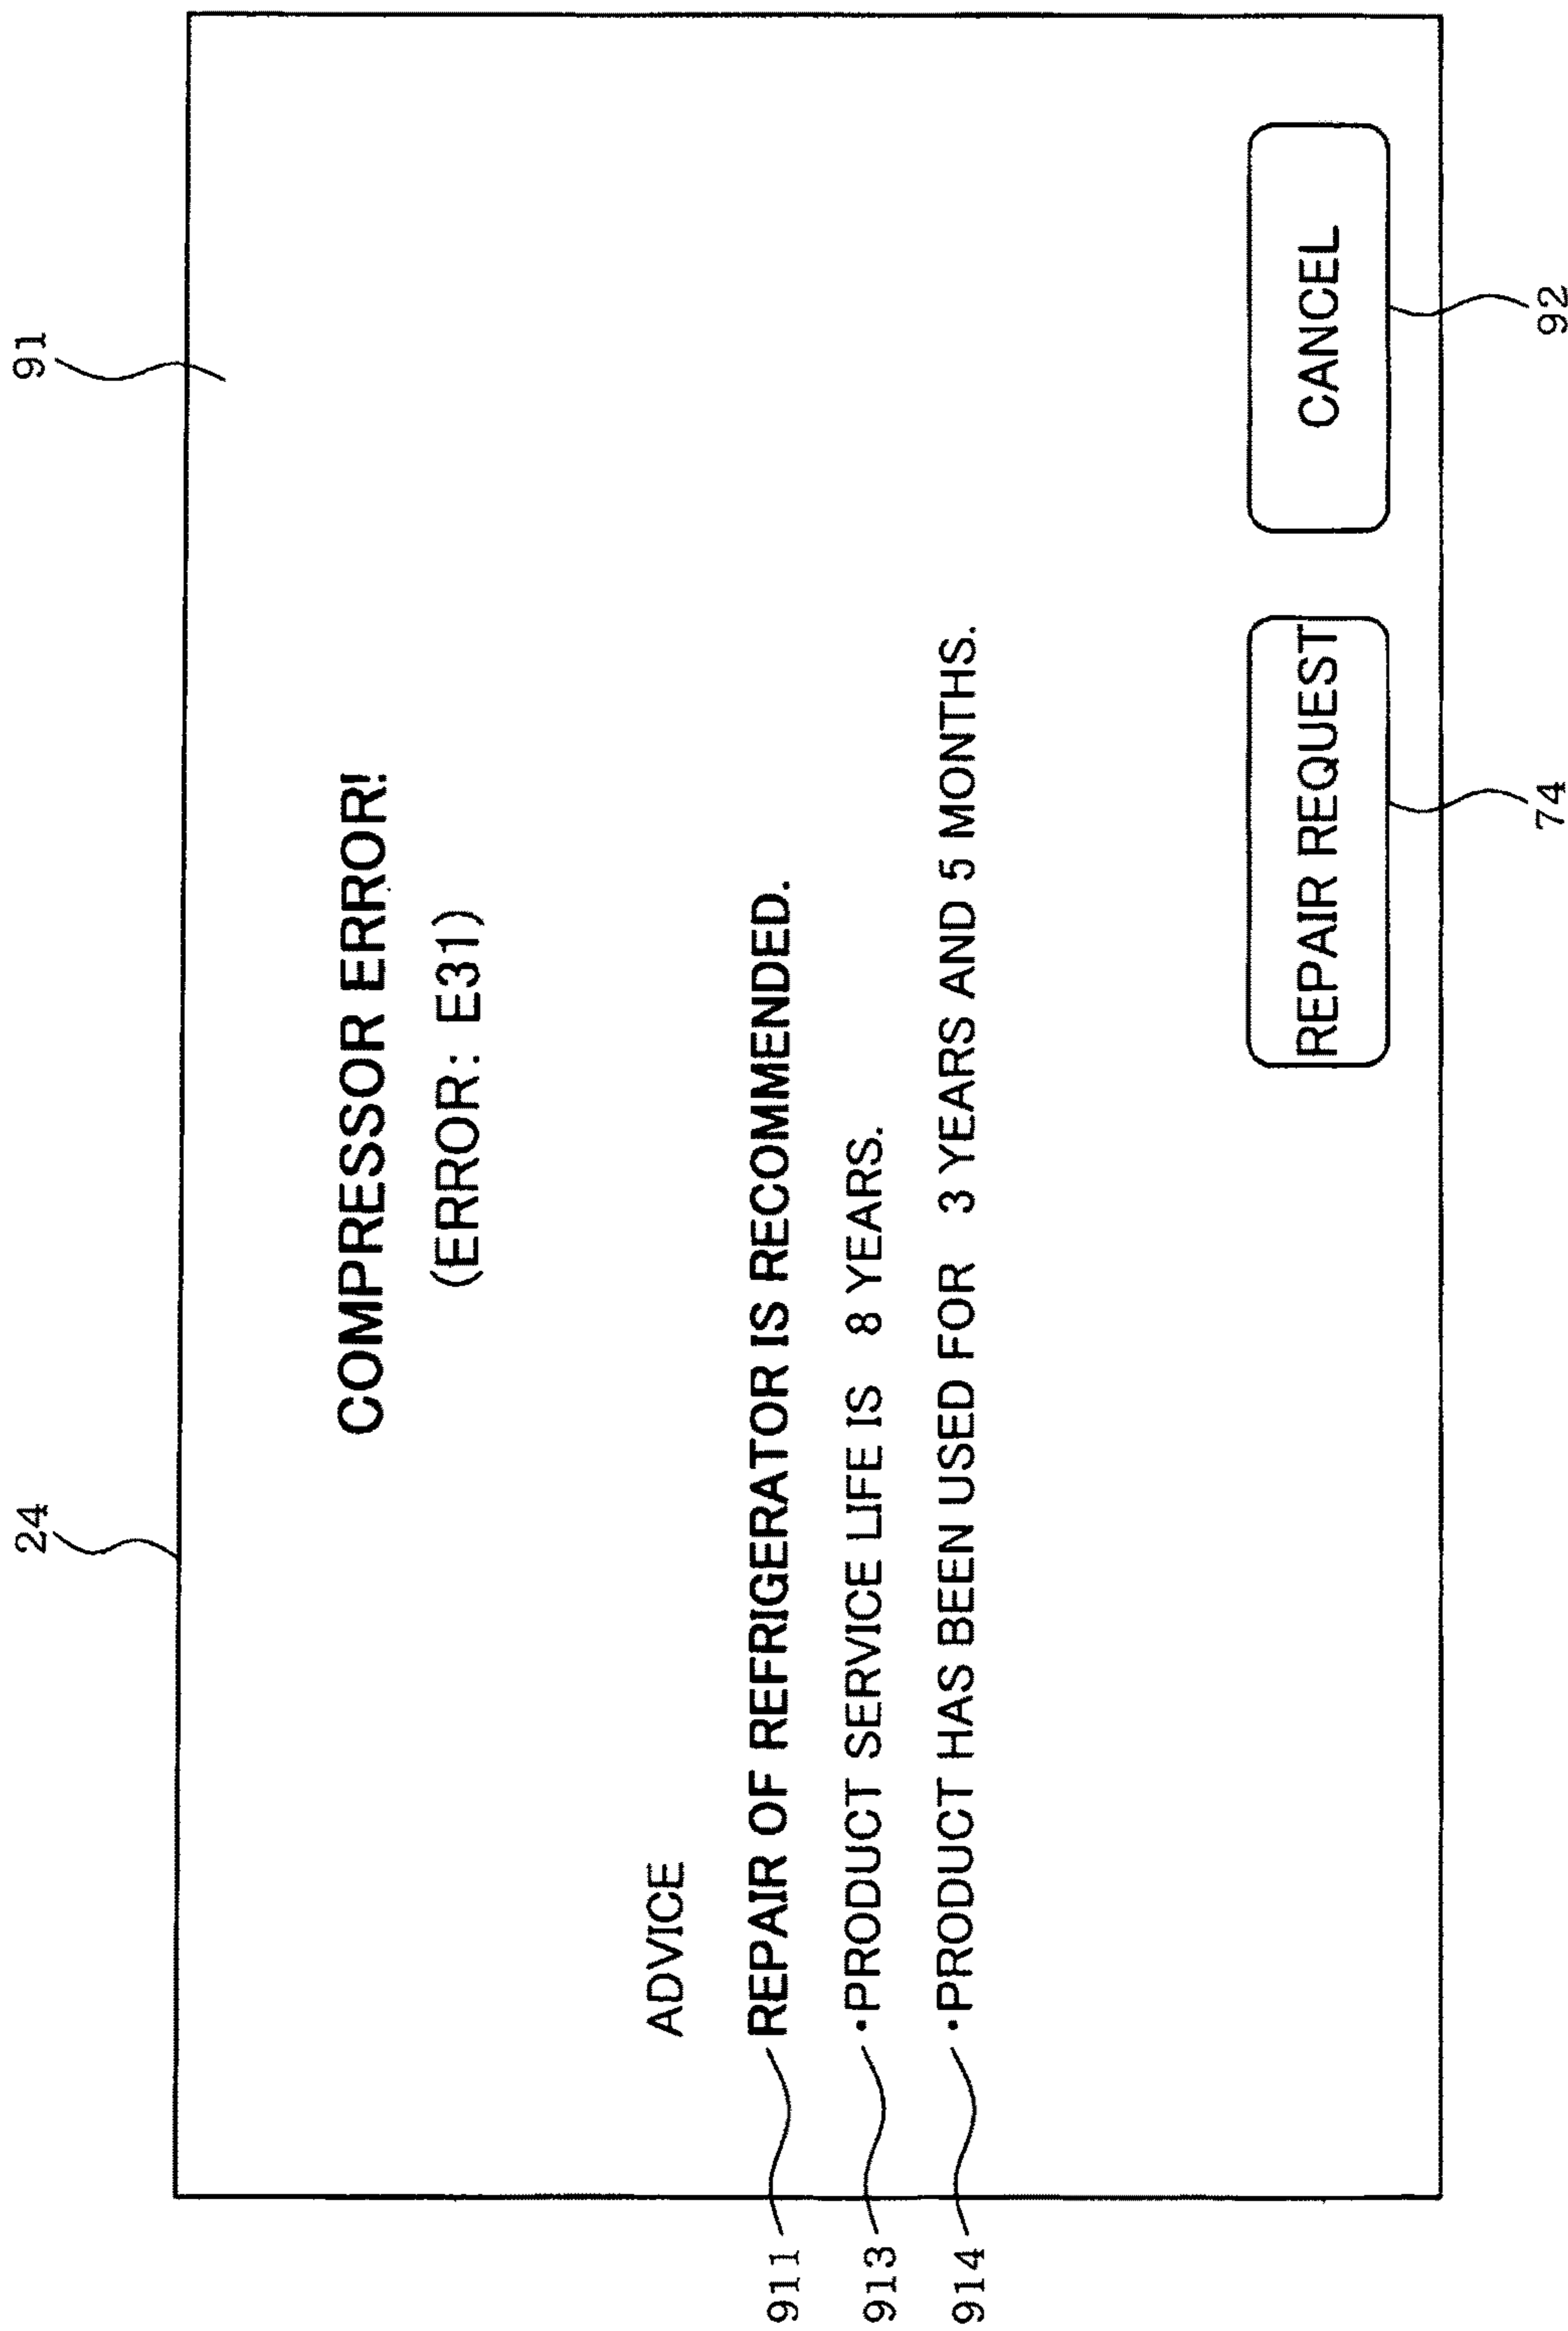 24
91
COMPRESSOR ERROR!
(ERROR: E31)
ADVICE
911
REPAIR OF REFRIGERATOR IS RECOMMENDED.
913
•PRODUCT SERVICE LIFE IS 8 YEARS.
914
•PRODUCT HAS BEEN USED FOR 3 YEARS AND 5 MONTHS.
REPAIR REQUEST
CANCEL
74
92